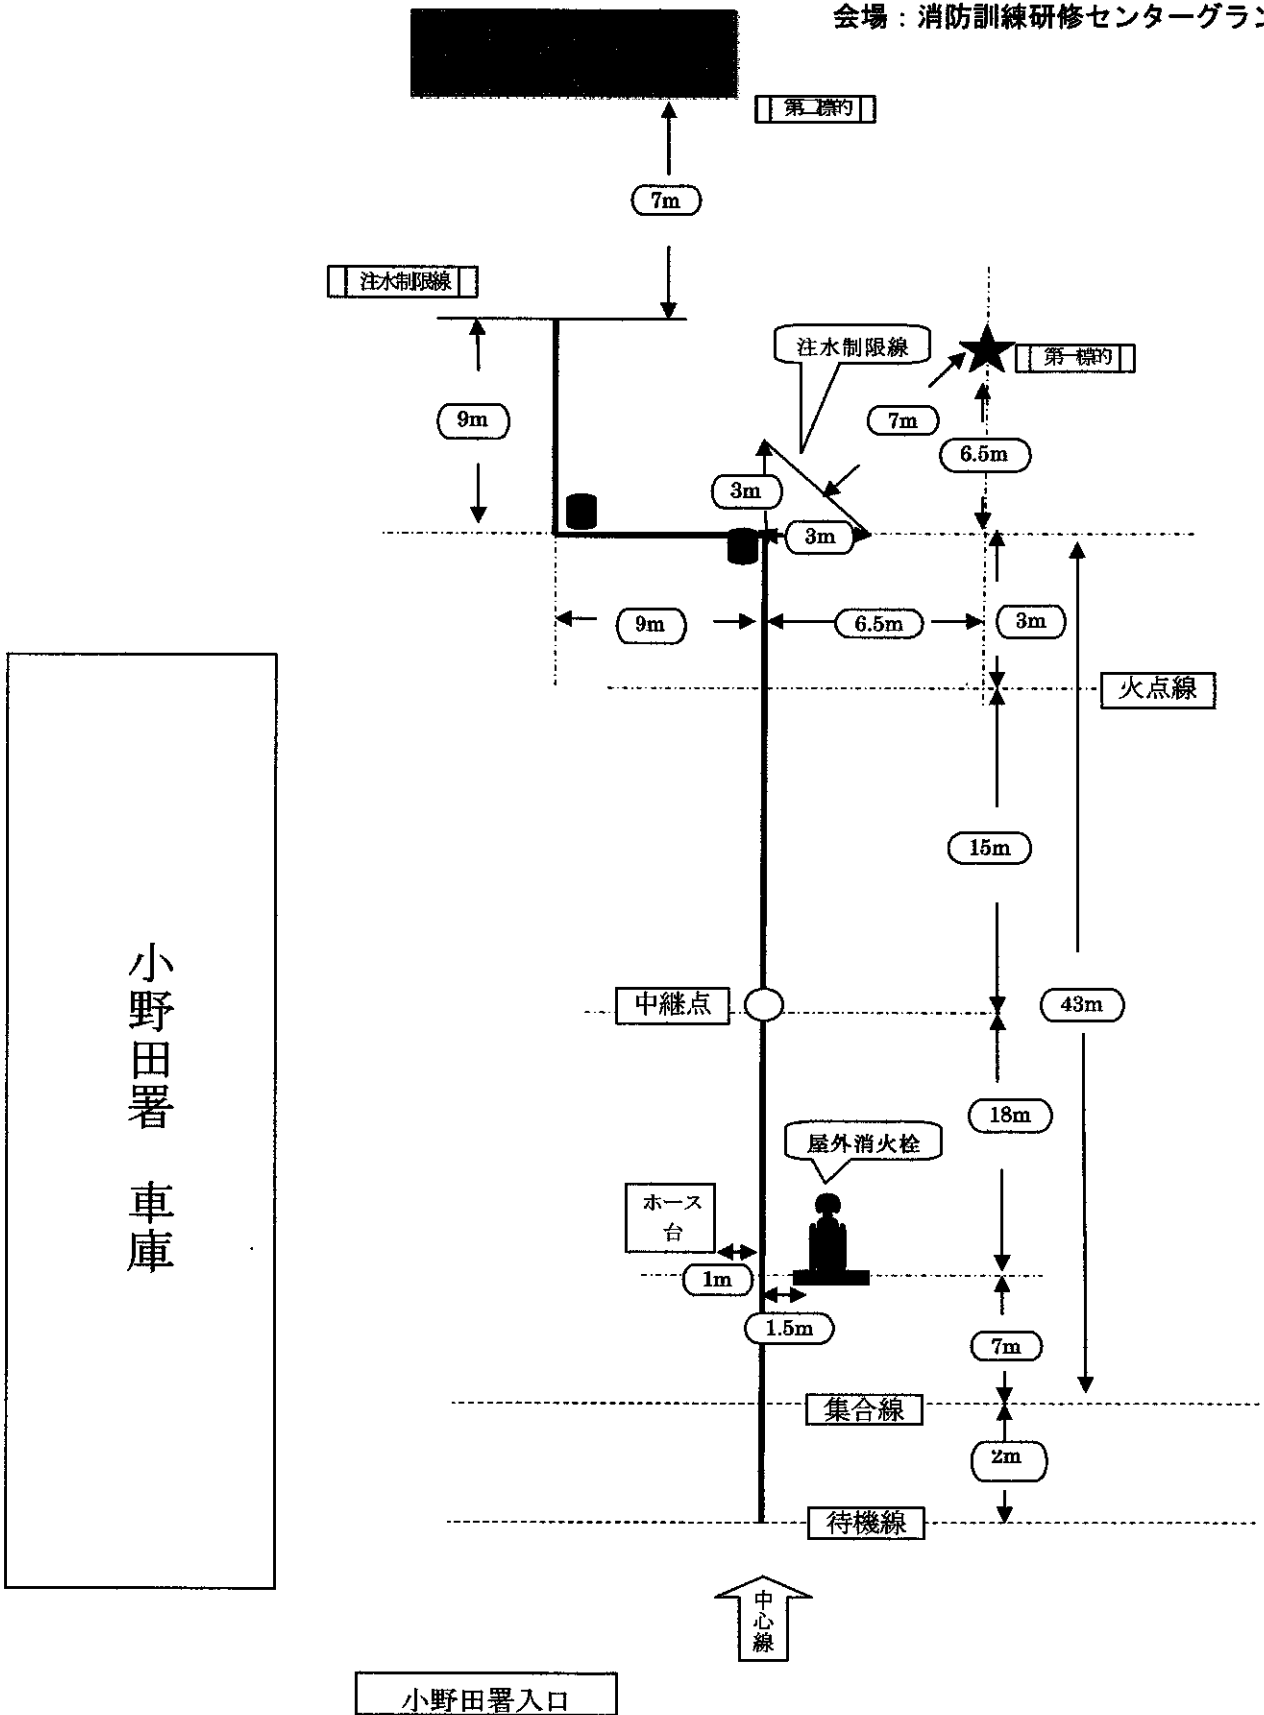 会場：消防訓練研修センターグラン
第二標的
7m
注水制限線
注水制限線
第一標的
9m
7m
6.5m
3m
3m
9m
6.5m
3m
火点線
15m
中継点
43m
18m
屋外消火栓
ホース
台
1m
1.5m
7m
集合線
2m
待機線
小野田署　車庫
中心線
小野田署入口